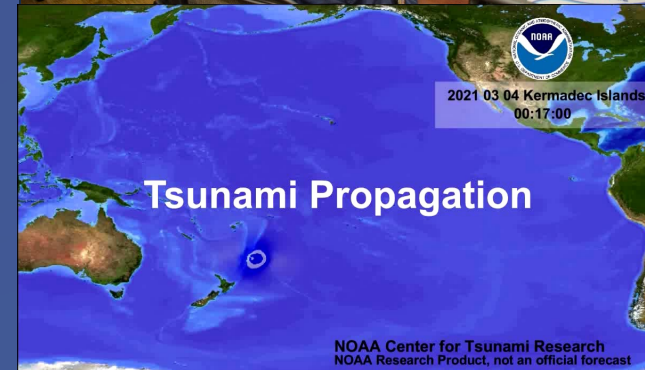 NOAA
2021 03 04 Kermadec Islands
00:17:00
Tsunami Propagation
NOAA Center for Tsunami Research
NOAA Research Product, not an official forecast